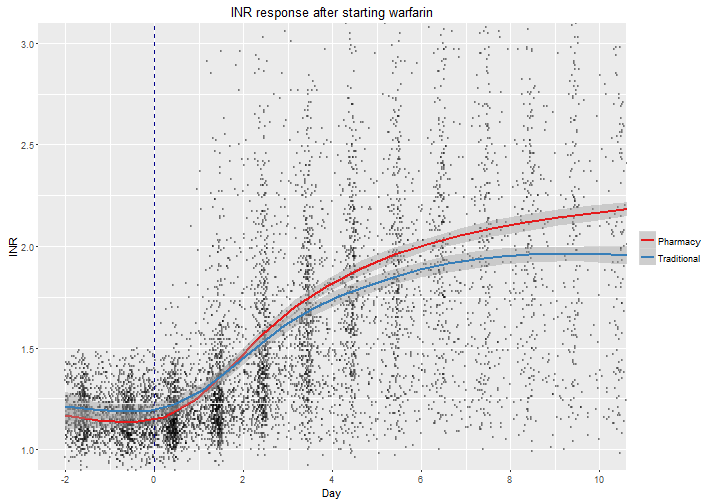 INR response after starting warfarin
3.0
2.5
2.0
1.5
1.0
INR
-2 0 2 4 6 8 10
Day
Pharmacy
Traditional